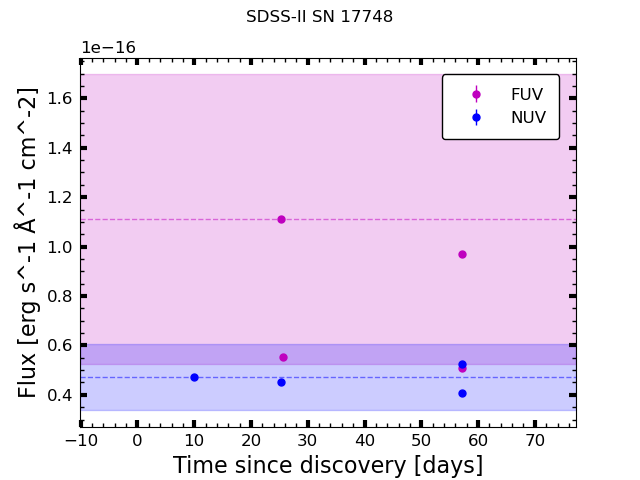 SDSS-II SN 17748
1e−16
FUV
NUV
1.6
1.4
1.2
1.0
0.8
0.6
0.4
Flux [erg s^-1 Å^-1 cm^-2]
−10 0 10 20 30 40 50 60 70
Time since discovery [days]